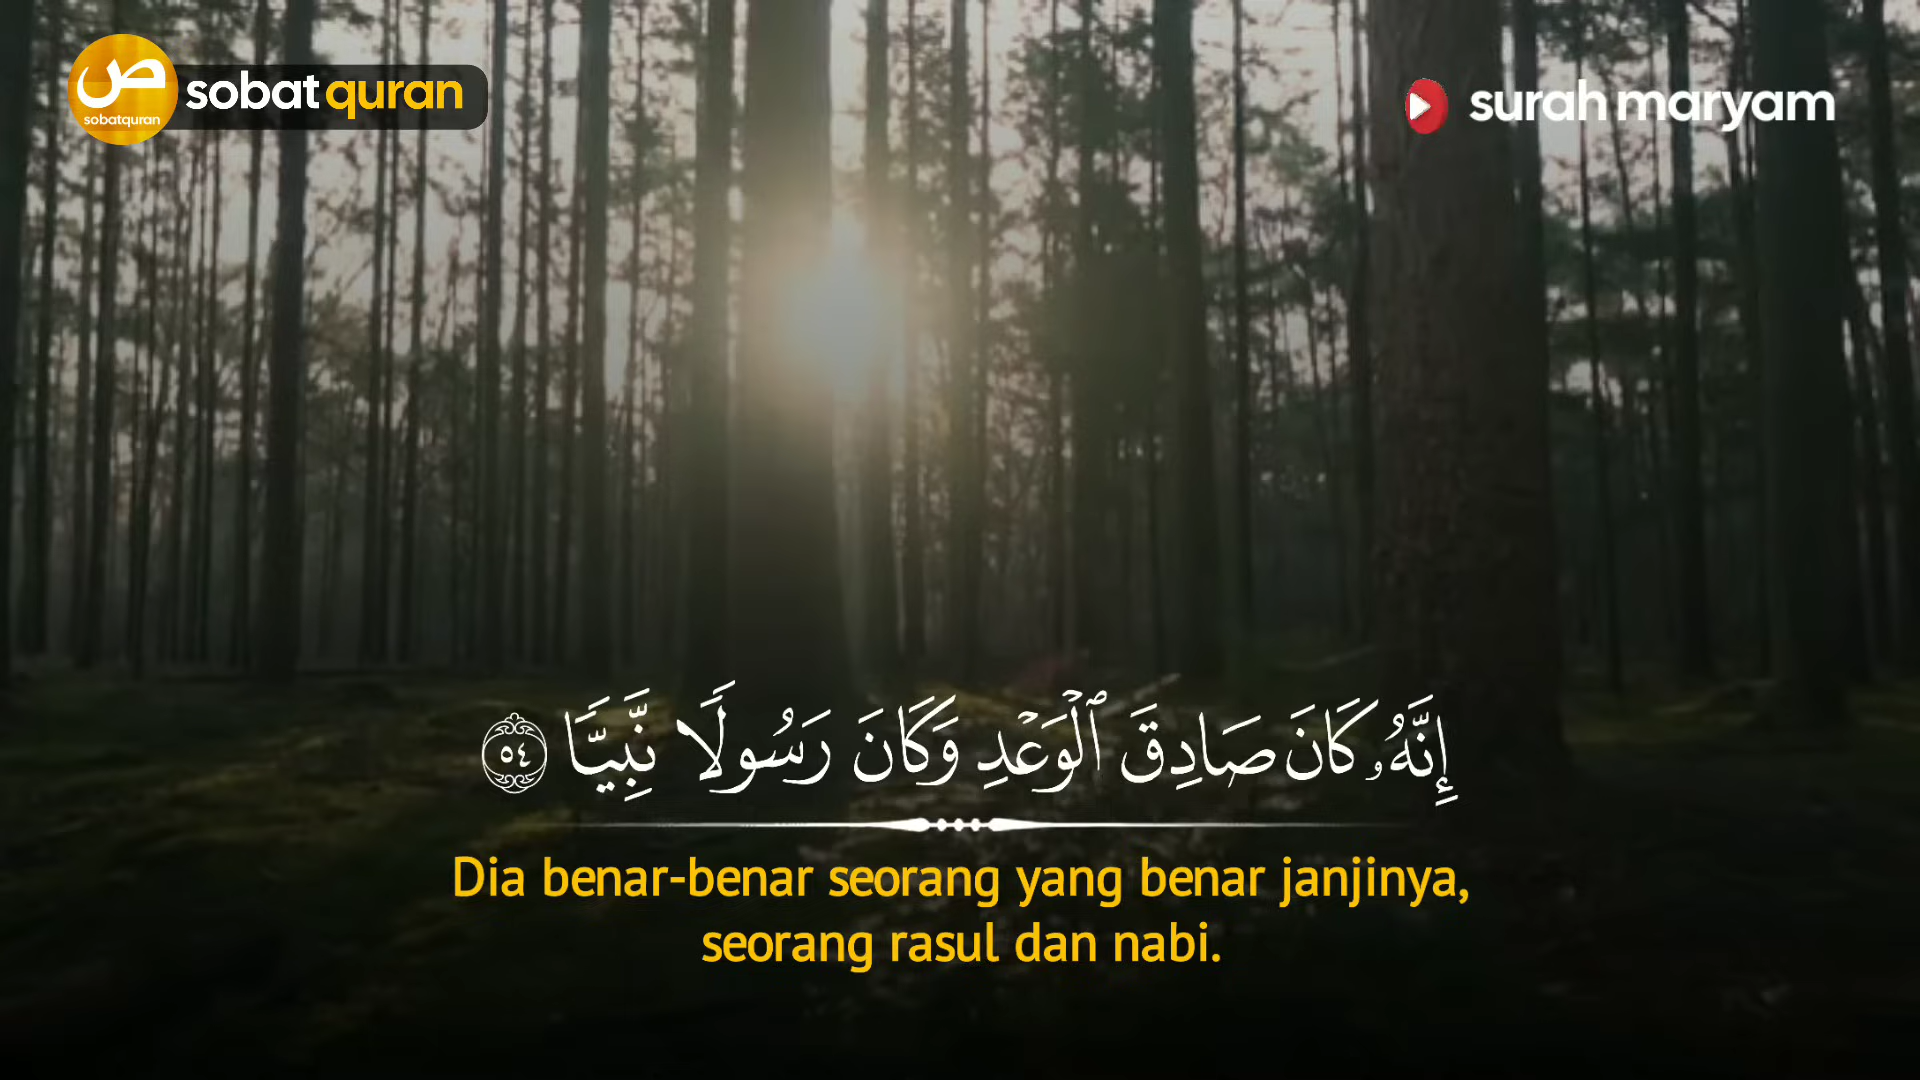 ص
sobatquran
sobat quran
surah maryam
إِنَّهُۥ كَانَ صَادِقَ ٱلْوَعْدِ وَكَانَ رَسُولًا نَّبِيًّا ٥٤
Dia benar-benar seorang yang benar janjinya,
seorang rasul dan nabi.